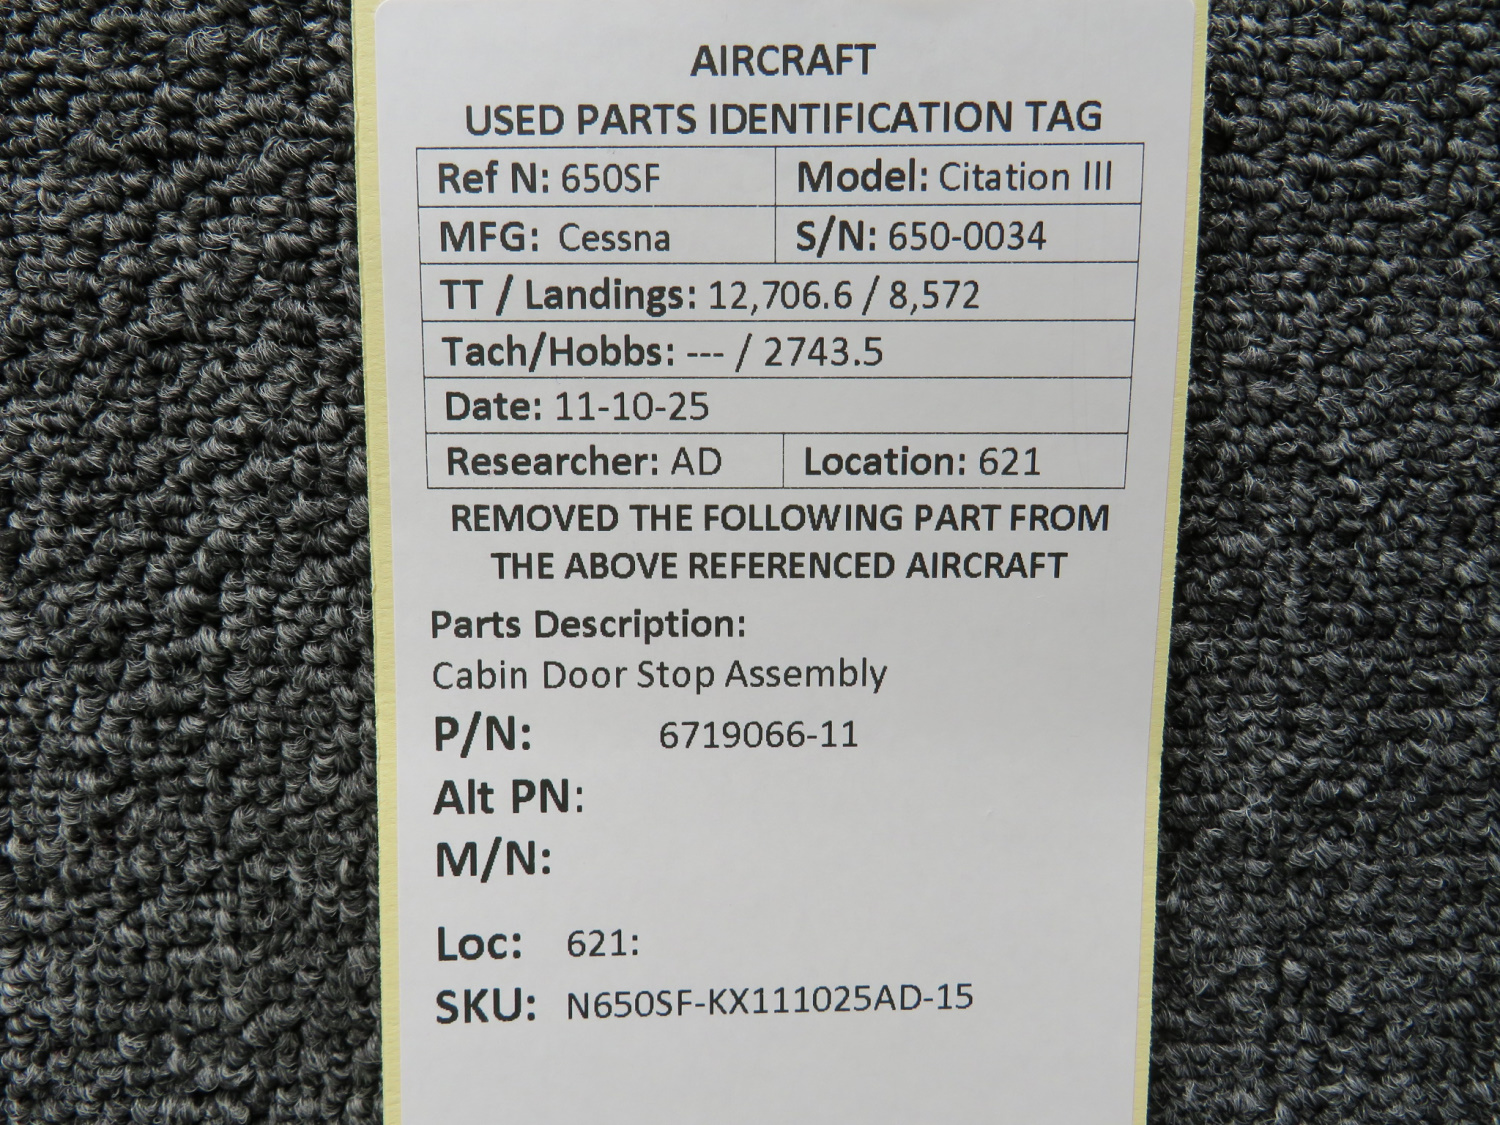 AIRCRAFT
USED PARTS IDENTIFICATION TAG
Ref N: 650SF Model: Citation III
MFG: Cessna S/N: 650-0034
TT / Landings: 12,706.6 / 8,572
Tach/Hobbs: --- / 2743.5
Date: 11-10-25
Researcher: AD Location: 621
REMOVED THE FOLLOWING PART FROM
THE ABOVE REFERENCED AIRCRAFT
Parts Description:
Cabin Door Stop Assembly
P/N: 6719066-11
Alt PN:
M/N:
Loc: 621:
SKU: N650SF-KX111025AD-15